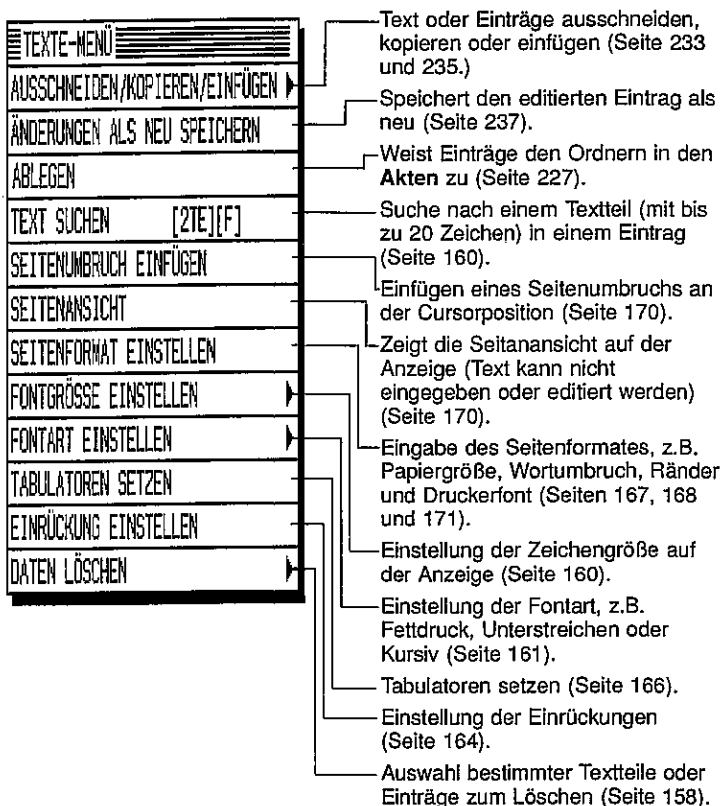 TEXTE-MENÜ
AUSSCHNEIDEN/KOPIEREN/EINFÜGEN
ÄNDERUNGEN ALS NEU SPEICHERN
ABLEGEN
TEXT SUCHEN [2TE][F]
SEITENUMBRUCH EINFÜGEN
SEITENANSICHT
SEITENFORMAT EINSTELLEN
FONTGRÖSSE EINSTELLEN
FONTART EINSTELLEN
TABULATOREN SETZEN
EINRÜCKUNG EINSTELLEN
DATEN LÖSCHEN
Text oder Einträge ausschneiden,
kopieren oder einfügen (Seite 233
und 235.)
Speichert den editierten Eintrag als
neu (Seite 237).
Weist Einträge den Ordnern in den
Akten zu (Seite 227).
Suche nach einem Textteil (mit bis
zu 20 Zeichen) in einem Eintrag
(Seite 160).
Einfügen eines Seitenumbruchs an
der Cursorposition (Seite 170).
Zeigt die Seitanansicht auf der
Anzeige (Text kann nicht
eingegeben oder editiert werden)
(Seite 170).
Eingabe des Seitenformates, z.B.
Papiergröße, Wortumbruch, Ränder
und Druckerfont (Seiten 167, 168
und 171).
Einstellung der Zeichengröße auf
der Anzeige (Seite 160).
Einstellung der Fontart, z.B.
Fettdruck, Unterstreichen oder
Kursiv (Seite 161).
Tabulatoren setzen (Seite 166).
Einstellung der Einrückungen
(Seite 164).
Auswahl bestimmter Textteile oder
Einträge zum Löschen (Seite 158).